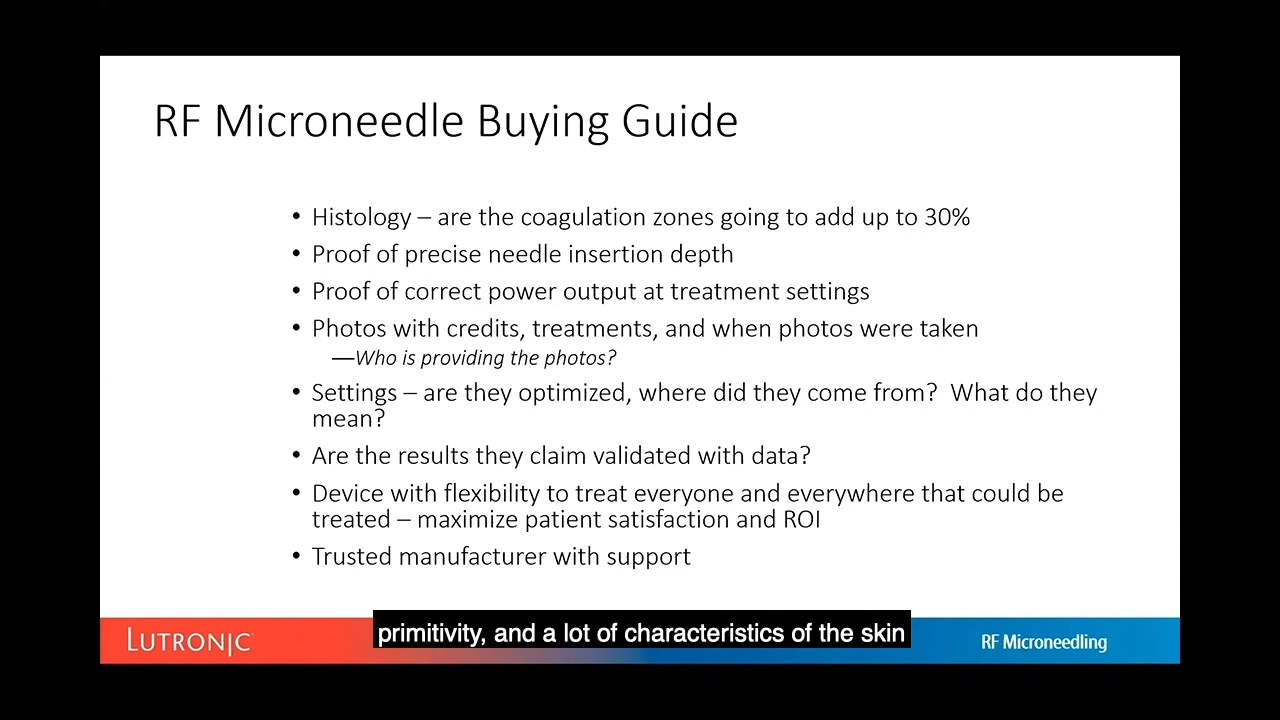 RF Microneedle Buying Guide
• Histology – are the coagulation zones going to add up to 30%
• Proof of precise needle insertion depth
• Proof of correct power output at treatment settings
• Photos with credits, treatments, and when photos were taken
—Who is providing the photos?
• Settings – are they optimized, where did they come from?  What do they
mean?
• Are the results they claim validated with data?
• Device with flexibility to treat everyone and everywhere that could be
treated – maximize patient satisfaction and ROI
• Trusted manufacturer with support
primitivity, and a lot of characteristics of the skin
LUTRONIC
RF Microneedling